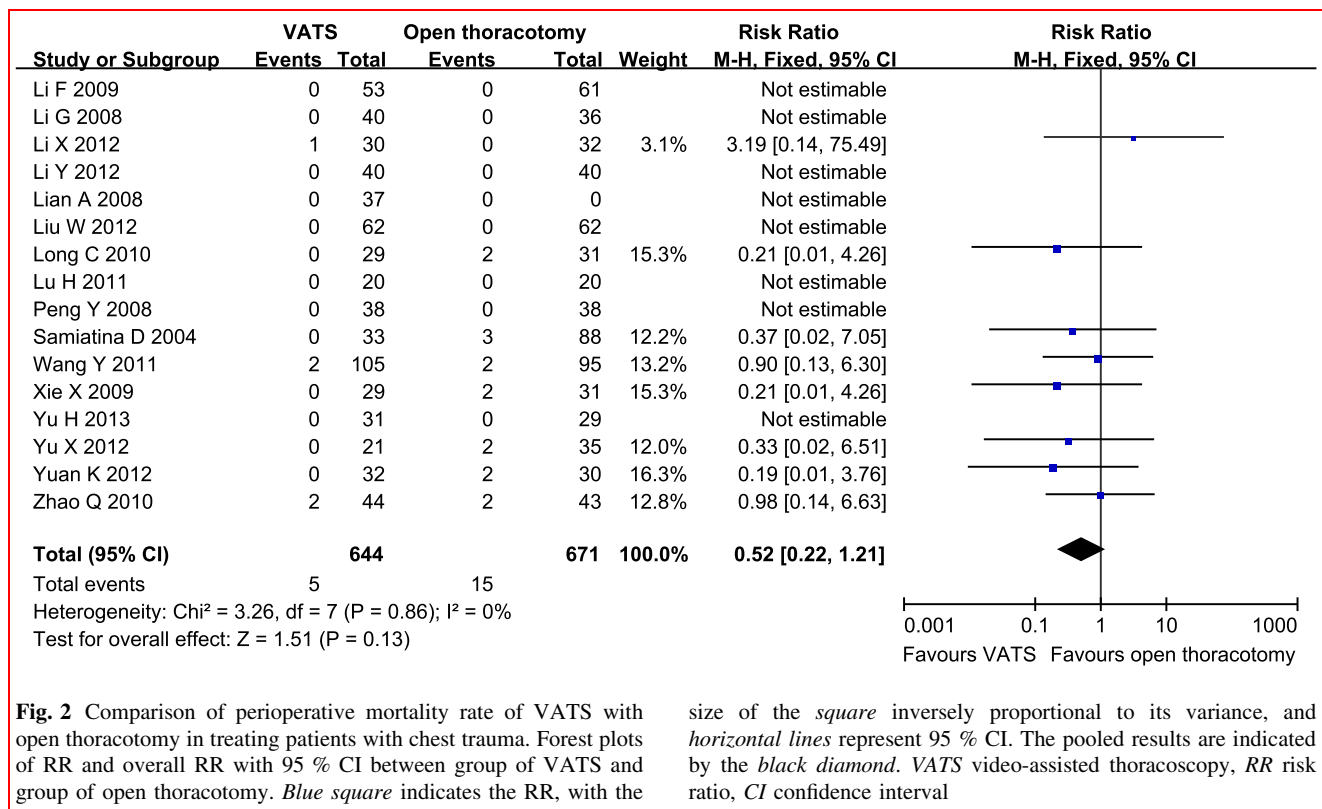 VATS Open thoracotomy Risk Ratio Risk Ratio
Study or Subgroup Events Total Events Total Weight M-H, Fixed, 95% CI M-H, Fixed, 95% CI
Li F 2009 0 53 0 61 Not estimable
Li G 2008 0 40 0 36 Not estimable
Li X 2012 1 30 0 32 3.1% 3.19 [0.14, 75.49]
Li Y 2012 0 40 0 40 Not estimable
Lian A 2008 0 37 0 0 Not estimable
Liu W 2012 0 62 0 62 Not estimable
Long C 2010 0 29 2 31 15.3% 0.21 [0.01, 4.26]
Lu H 2011 0 20 0 20 Not estimable
Peng Y 2008 0 38 0 38 Not estimable
Samiatina D 2004 0 33 3 88 12.2% 0.37 [0.02, 7.05]
Wang Y 2011 2 105 2 95 13.2% 0.90 [0.13, 6.30]
Xie X 2009 0 29 2 31 15.3% 0.21 [0.01, 4.26]
Yu H 2013 0 31 0 29 Not estimable
Yu X 2012 0 21 2 35 12.0% 0.33 [0.02, 6.51]
Yuan K 2012 0 32 2 30 16.3% 0.19 [0.01, 3.76]
Zhao Q 2010 2 44 2 43 12.8% 0.98 [0.14, 6.63]
Total (95% CI) 644 671 100.0% 0.52 [0.22, 1.21]
Total events 5 15
Heterogeneity: Chi² = 3.26, df = 7 (P = 0.86); I² = 0%
Test for overall effect: Z = 1.51 (P = 0.13)
0.001 0.1 1 10 1000
Favours VATS Favours open thoracotomy
Fig. 2 Comparison of perioperative mortality rate of VATS with
open thoracotomy in treating patients with chest trauma. Forest plots
of RR and overall RR with 95 % CI between group of VATS and
group of open thoracotomy. Blue square indicates the RR, with the
size of the square inversely proportional to its variance, and
horizontal lines represent 95 % CI. The pooled results are indicated
by the black diamond. VATS video-assisted thoracoscopy, RR risk
ratio, CI confidence interval